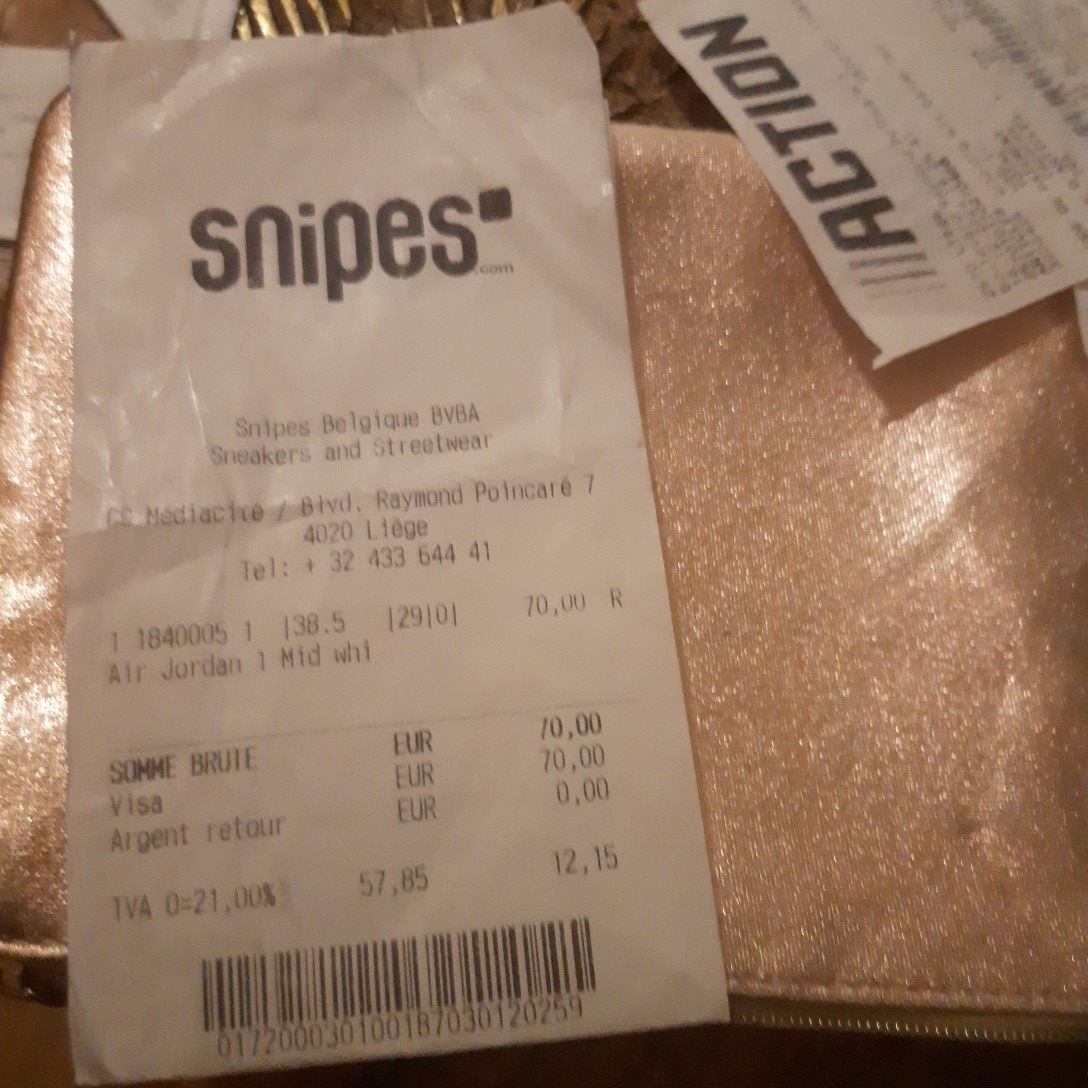 snipes
.com
Snipes Belgique BVBA
Sneakers and Streetwear
CC Médiacité / Blvd. Raymond Poincaré 7
4020 Liège
Tel: + 32 433 644 41
1 1840005 1 |38.5 |29|0| 70,00 R
Air Jordan 1 Mid whi
SOMME BRUTE EUR 70,00
Visa EUR 70,00
Argent retour EUR 0,00
TVA 0=21,00% 57,85 12,15
017200030100187030120259
ACTION